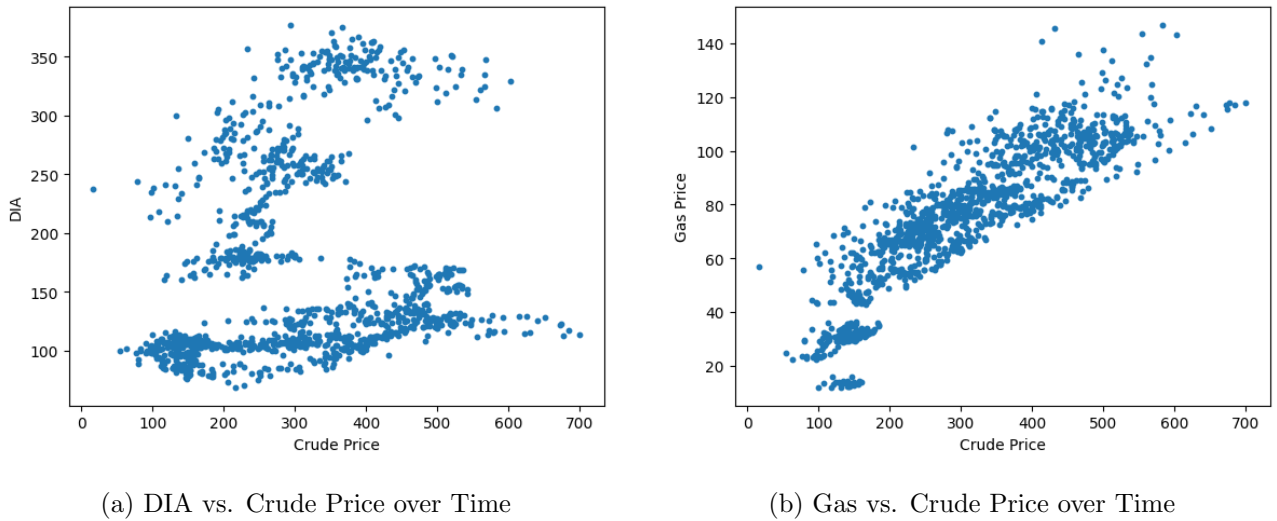 350
300
250
200
150
100
DIA
0 100 200 300 400 500 600 700
Crude Price
(a) DIA vs. Crude Price over Time
140
120
100
80
60
40
20
Gas Price
0 100 200 300 400 500 600 700
Crude Price
(b) Gas vs. Crude Price over Time